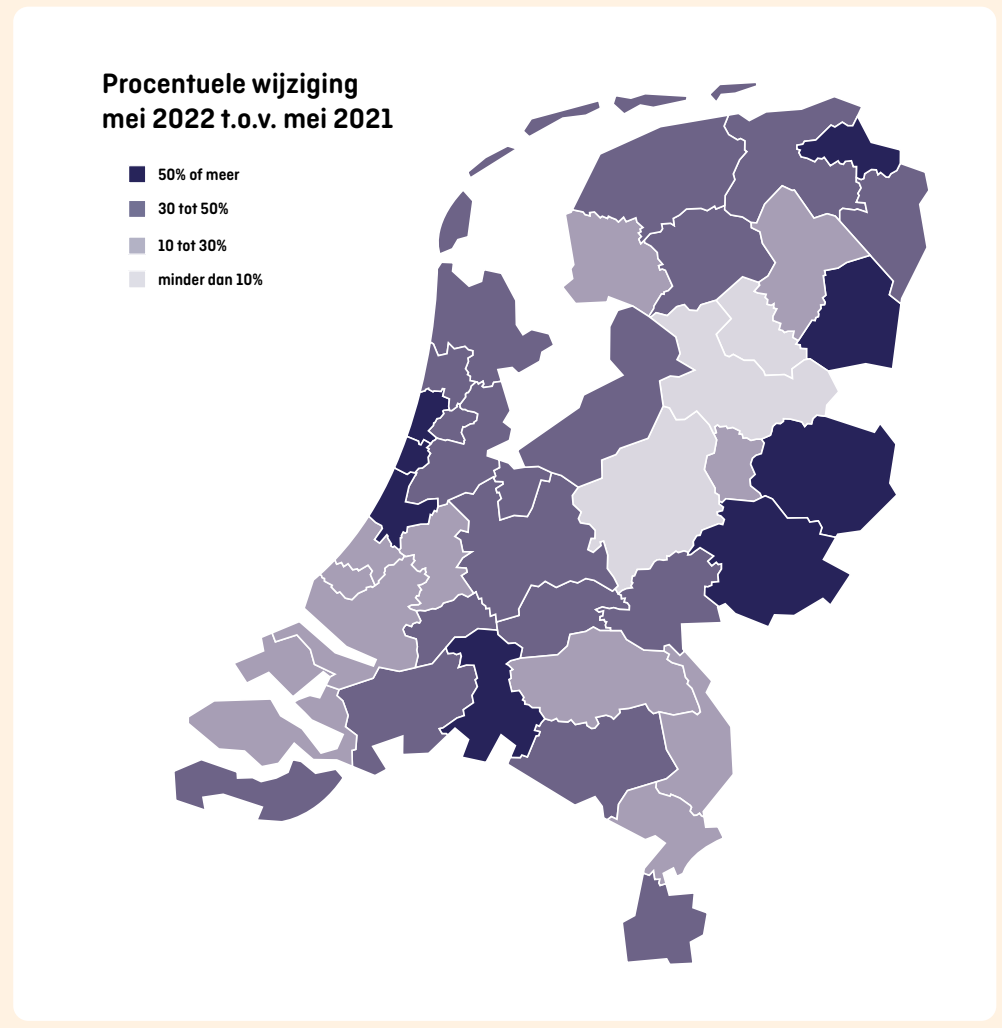 Procentuele wijziging
mei 2022 t.o.v. mei 2021
50% of meer
30 tot 50%
10 tot 30%
minder dan 10%